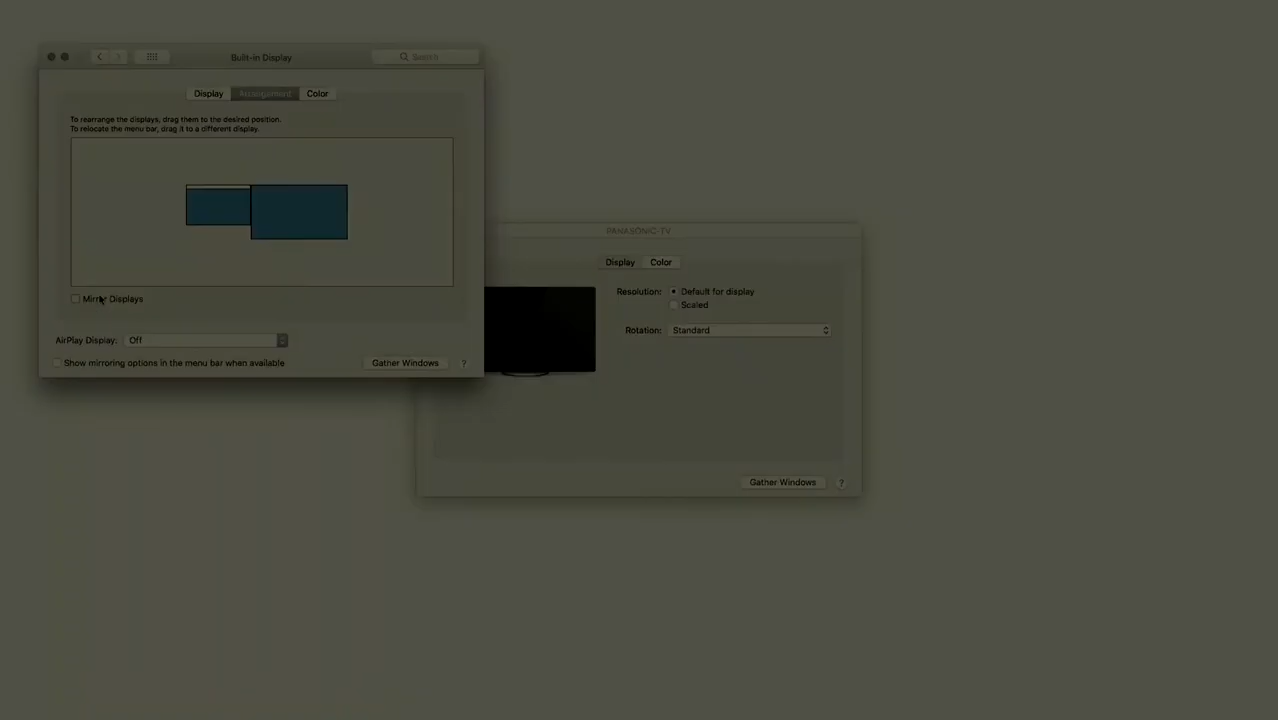 Built-in Display
Search
Display
Arrangement
Color
To rearrange the displays, drag them to the desired position.
To relocate the menu bar, drag it to a different display.
Mirror Displays
AirPlay Display:
Off
Show mirroring options in the menu bar when available
Gather Windows
?
PANASONIC-TV
Display
Color
Resolution:
Default for display
Scaled
Rotation:
Standard
Gather Windows
?